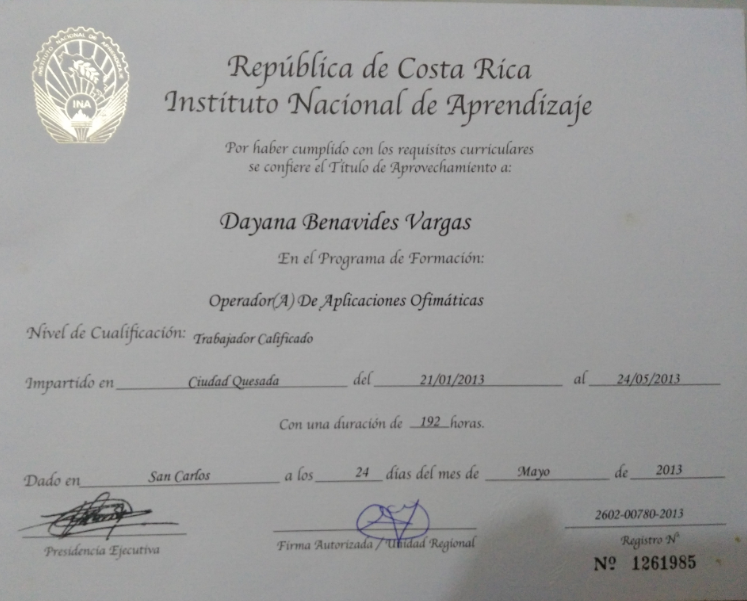 República de Costa Rica
Instituto Nacional de Aprendizaje
INSTITUTO NACIONAL DE APRENDIZAJE
INA
Por haber cumplido con los requisitos curriculares
se confiere el Título de Aprovechamiento a:
Dayana Benavides Vargas
En el Programa de Formación:
Operador(A) De Aplicaciones Ofimáticas
Nivel de Cualificación: Trabajador Calificado
Impartido en Ciudad Quesada del 21/01/2013 al 24/05/2013
Con una duración de 192 horas.
Dado en San Carlos a los 24 días del mes de Mayo de 2013
2602-00780-2013
Presidencia Ejecutiva Firma Autorizada / Unidad Regional Registro N°
Nº 1261985